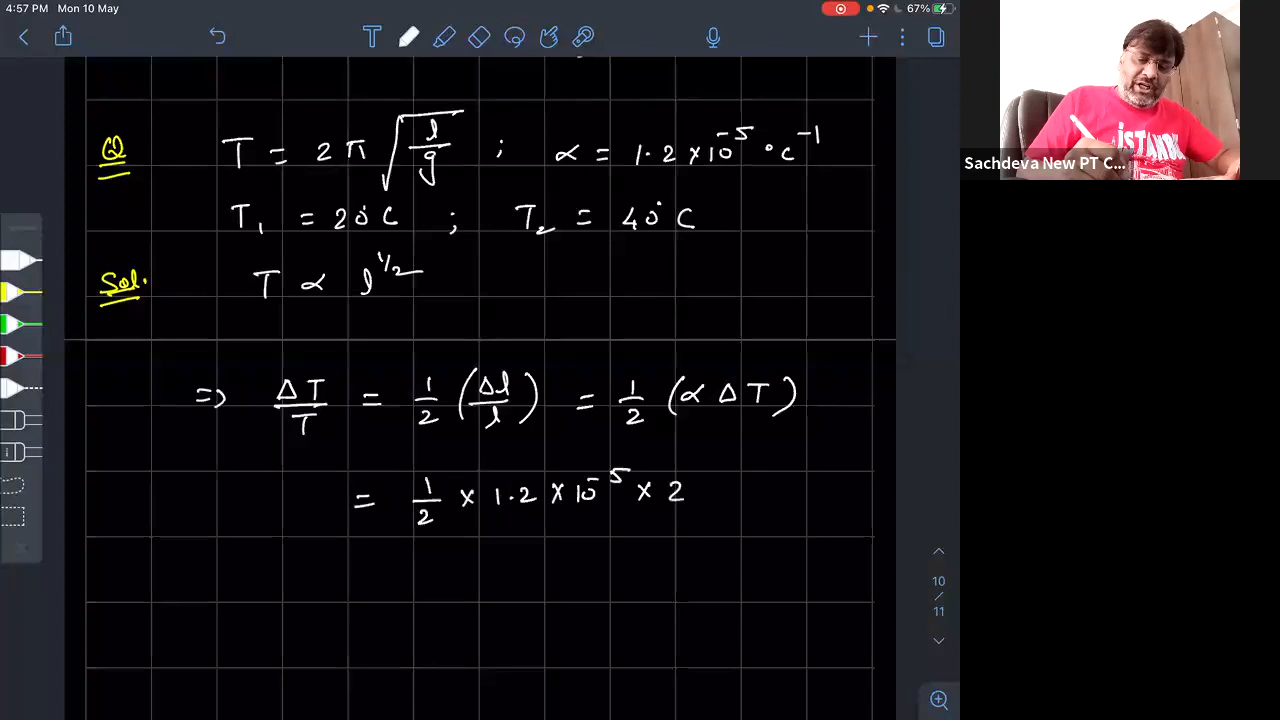 4:57 PM Mon 10 May 67%
Q T = 2π √(l/g) ; α = 1.2 × 10⁻⁵ °C⁻¹
T₁ = 20°C ; T₂ = 40°C
Sol. T ∝ l^1/2
=> ΔT/T = 1/2 (Δl/l) = 1/2 (α ΔT)
= 1/2 × 1.2 × 10⁻⁵ × 2
10 / 11
İSTANBUL
Sachdeva New PT C...